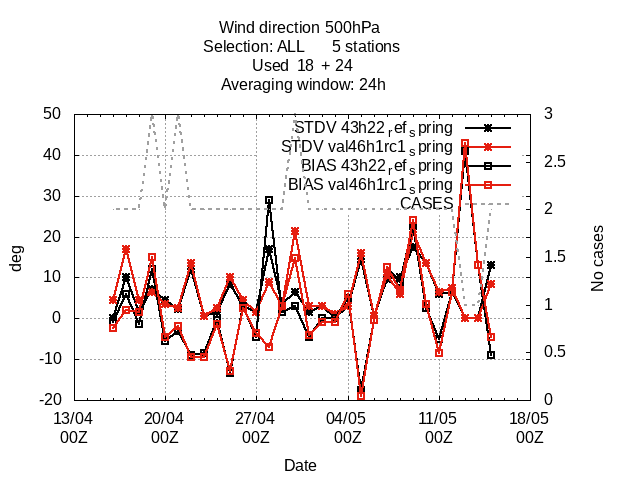 Wind direction 500hPa
Selection: ALL 5 stations
Used 18 + 24
Averaging window: 24h
STDV 43h22_ref_spring
STDV val46h1rc1_spring
BIAS 43h22_ref_spring
BIAS val46h1rc1_spring
CASES
50
40
30
20
10
0
-10
-20
deg
3
2.5
2
1.5
1
0.5
0
No cases
13/04 20/04 27/04 04/05 11/05 18/05
00Z 00Z 00Z 00Z 00Z 00Z
Date